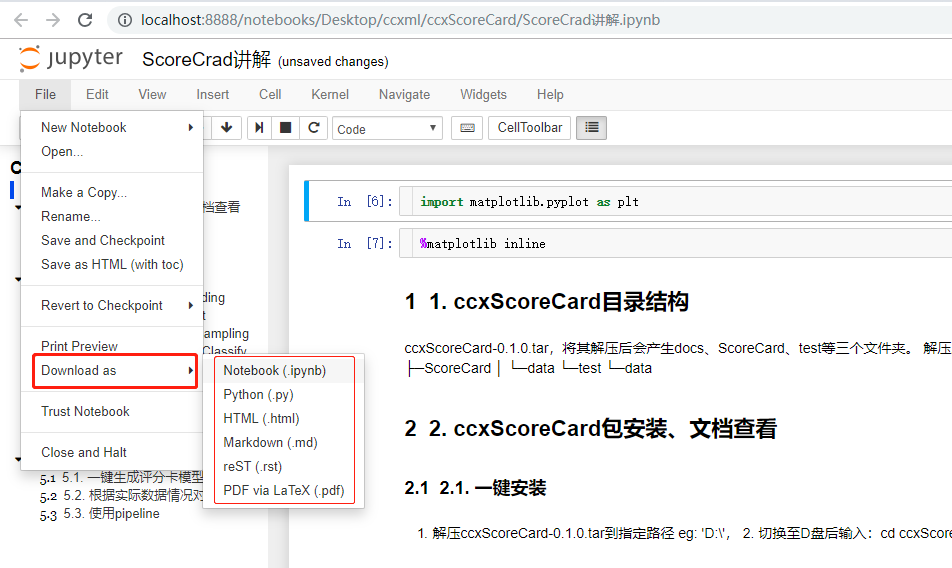 localhost:8888/notebooks/Desktop/ccxml/ccxScoreCard/ScoreCrad讲解.ipynb
jupyter ScoreCrad讲解 (unsaved changes)
File Edit View Insert Cell Kernel Navigate Widgets Help
Code CellToolbar
New Notebook
Open...
Make a Copy...
Rename...
Save and Checkpoint
Save as HTML (with toc)
Revert to Checkpoint
Print Preview
Download as
Trust Notebook
Close and Halt
Notebook (.ipynb)
Python (.py)
HTML (.html)
Markdown (.md)
reST (.rst)
PDF via LaTeX (.pdf)
C
档查看
ding
t
ampling
Classify
5.1 5.1. 一键生成评分卡模型
5.2 5.2. 根据实际数据情况对
5.3 5.3. 使用pipeline
In [6]: import matplotlib.pyplot as plt
In [7]: %matplotlib inline
1 1. ccxScoreCard目录结构
ccxScoreCard-0.1.0.tar，将其解压后会产生docs、ScoreCard、test等三个文件夹。 解压
├─ScoreCard │ └─data └─test └─data
2 2. ccxScoreCard包安装、文档查看
2.1 2.1. 一键安装
1. 解压ccxScoreCard-0.1.0.tar到指定路径 eg: 'D:\'， 2. 切换至D盘后输入：cd ccxScore